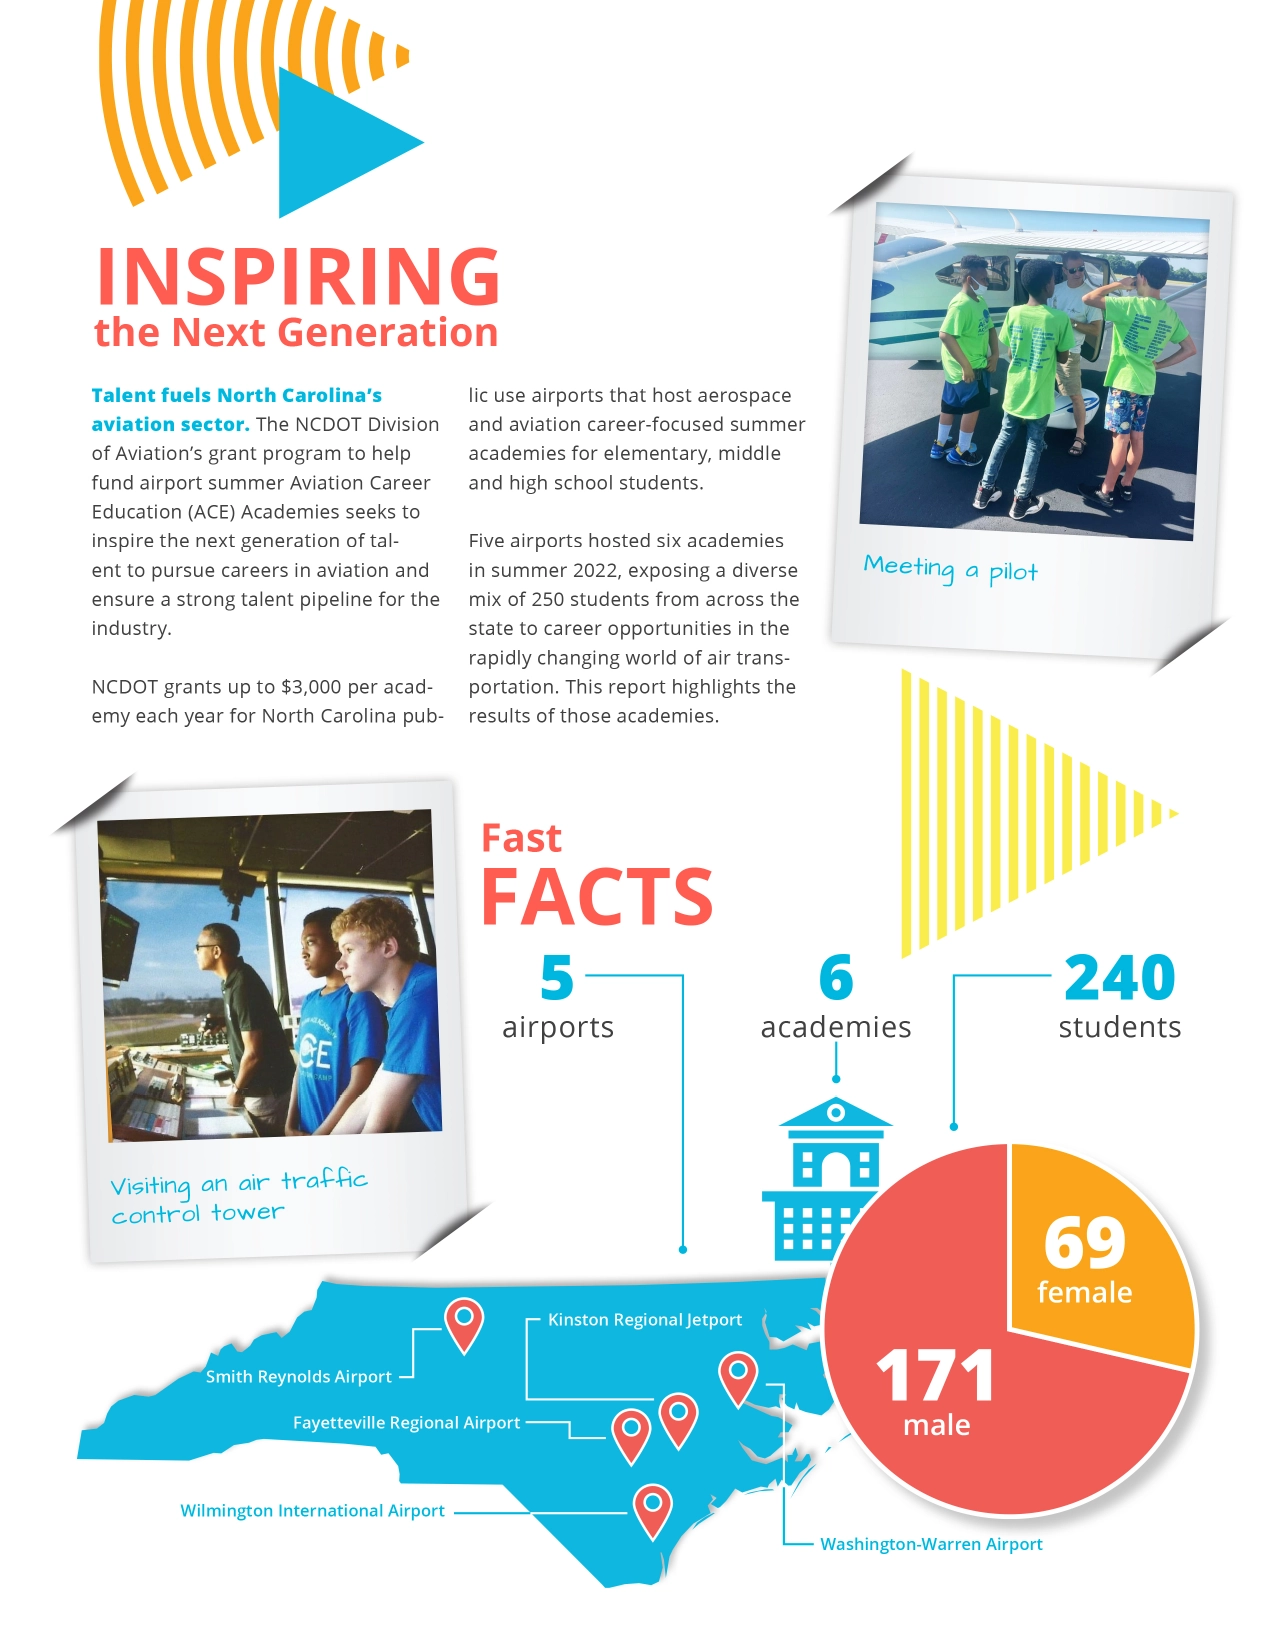 INSPIRING
the Next Generation
Talent fuels North Carolina’s
aviation sector. The NCDOT Division
of Aviation’s grant program to help
fund airport summer Aviation Career
Education (ACE) Academies seeks to
inspire the next generation of tal-
ent to pursue careers in aviation and
ensure a strong talent pipeline for the
industry.
NCDOT grants up to $3,000 per acad-
emy each year for North Carolina pub-
lic use airports that host aerospace
and aviation career-focused summer
academies for elementary, middle
and high school students.
Five airports hosted six academies
in summer 2022, exposing a diverse
mix of 250 students from across the
state to career opportunities in the
rapidly changing world of air trans-
portation. This report highlights the
results of those academies.
Meeting a pilot
Visiting an air traffic
control tower
Fast
FACTS
5
airports
6
academies
240
students
69
female
171
male
Kinston Regional Jetport
Smith Reynolds Airport
Fayetteville Regional Airport
Wilmington International Airport
Washington-Warren Airport